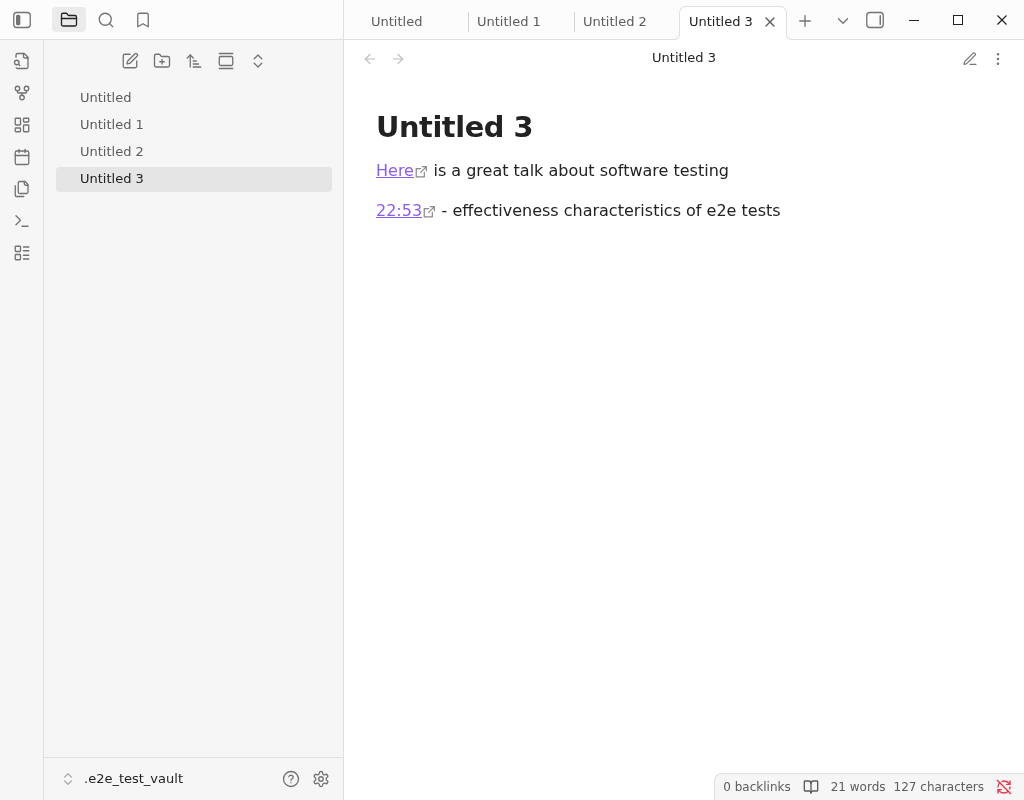 Untitled
Untitled 1
Untitled 2
Untitled 3
Untitled 3
Untitled
Untitled 1
Untitled 2
Untitled 3
Untitled 3
Here is a great talk about software testing
22:53 - effectiveness characteristics of e2e tests
.e2e_test_vault
0 backlinks 21 words 127 characters